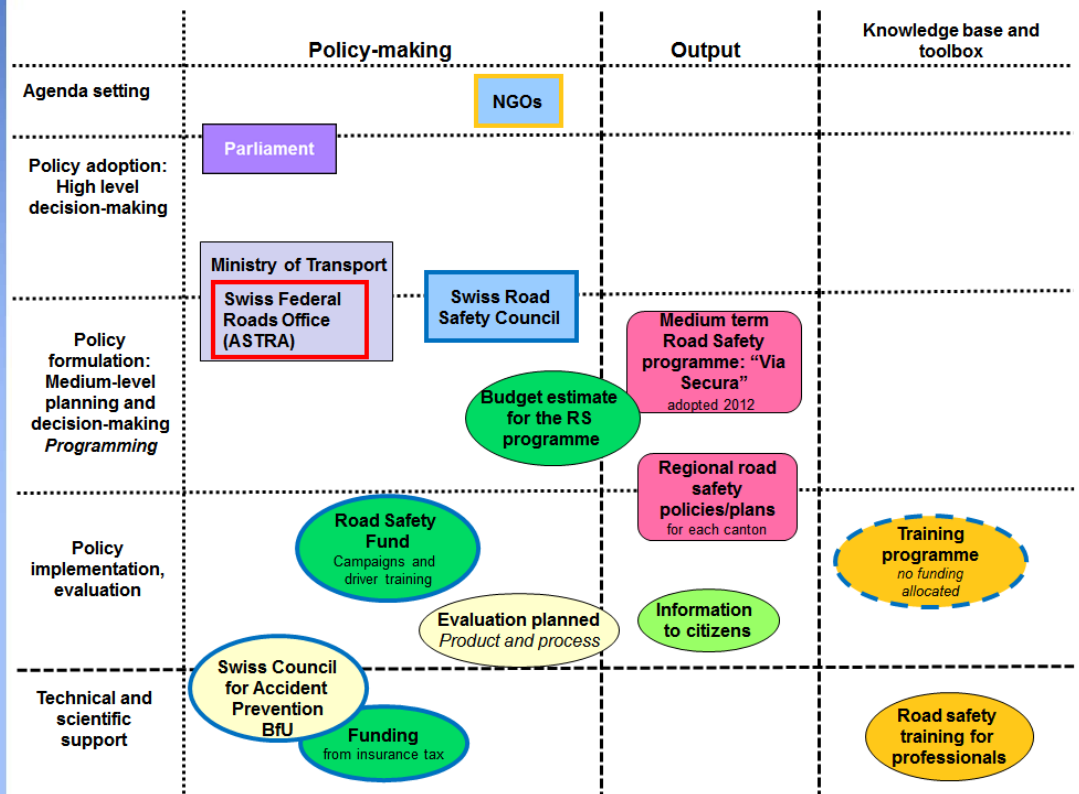 Policy-making
Output
Knowledge base and
toolbox
Agenda setting
NGOs
Policy adoption:
High level
decision-making
Parliament
Ministry of Transport
Swiss Federal
Roads Office
(ASTRA)
Swiss Road
Safety Council
Policy
formulation:
Medium-level
planning and
decision-making
Programming
Medium term
Road Safety
programme: “Via
Secura”
adopted 2012
Budget estimate
for the RS
programme
Regional road
safety
policies/plans
for each canton
Policy
implementation,
evaluation
Road Safety
Fund
Campaigns and
driver training
Training
programme
no funding
allocated
Evaluation planned
Product and process
Information
to citizens
Technical and
scientific
support
Swiss Council
for Accident
Prevention
BfU
Funding
from insurance tax
Road safety
training for
professionals